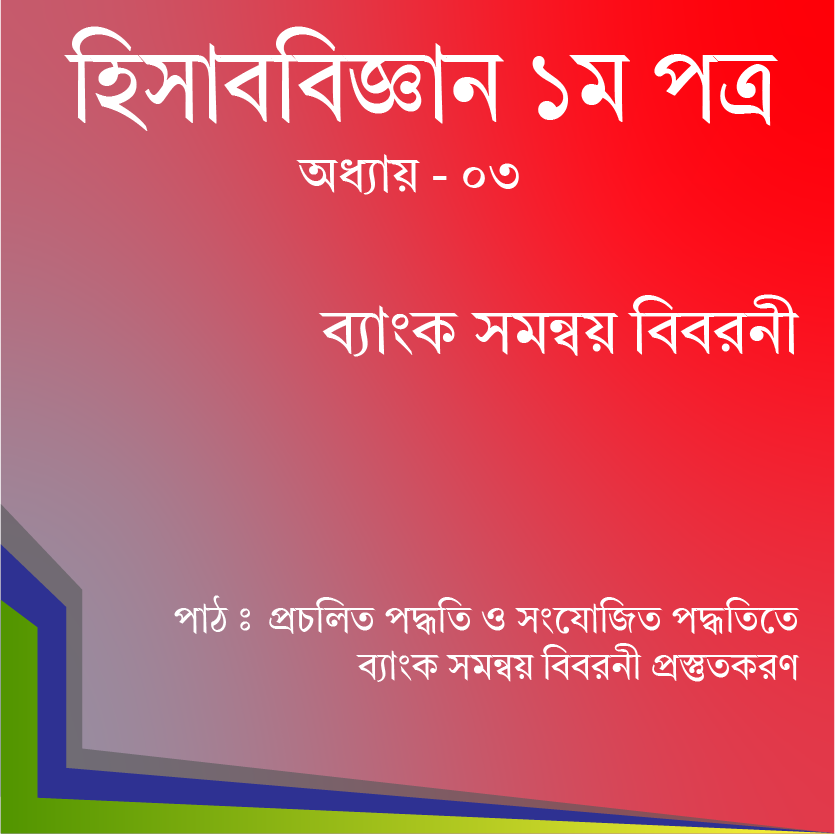 হিসাববিজ্ঞান ১ম পত্র
অধ্যায় - ০৩
ব্যাংক সমন্বয় বিবরনী
পাঠ ঃ প্রচলিত পদ্ধতি ও সংযোজিত পদ্ধতিতে
ব্যাংক সমন্বয় বিবরনী প্রস্তুতকরণ